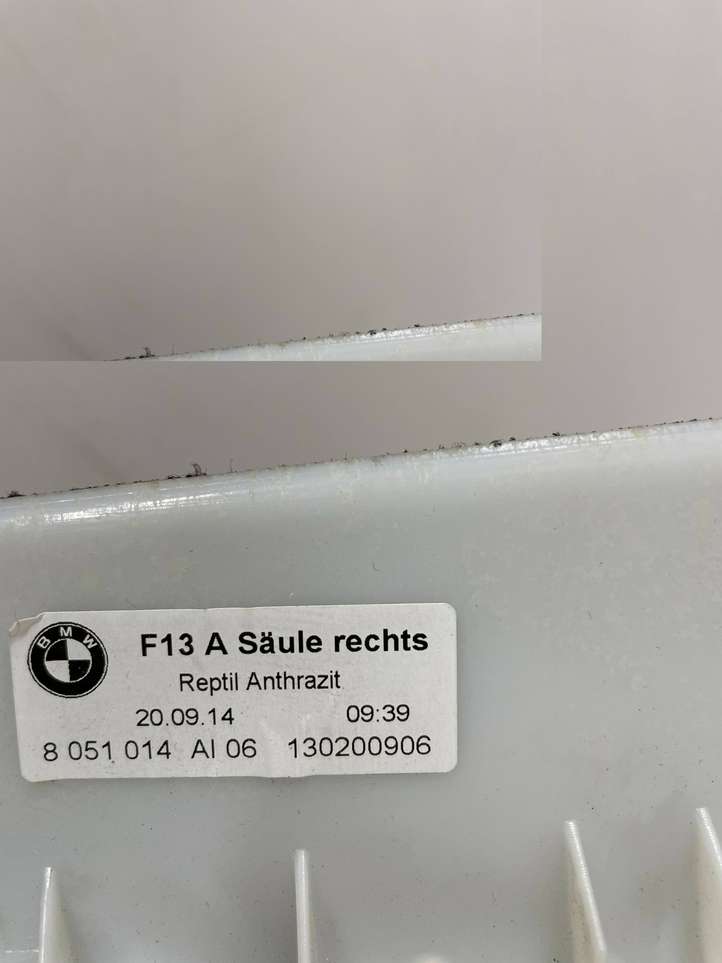 BMW
F13 A Säule rechts
Reptil Anthrazit
20.09.14 09:39
8 051 014 AI 06 130200906